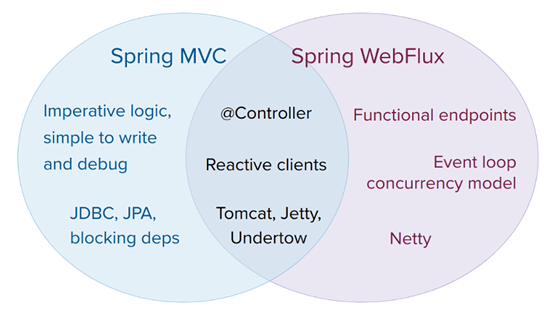 Spring MVC
Spring WebFlux
Imperative logic,
simple to write
and debug
JDBC, JPA,
blocking deps
@Controller
Reactive clients
Tomcat, Jetty,
Undertow
Functional endpoints
Event loop
concurrency model
Netty